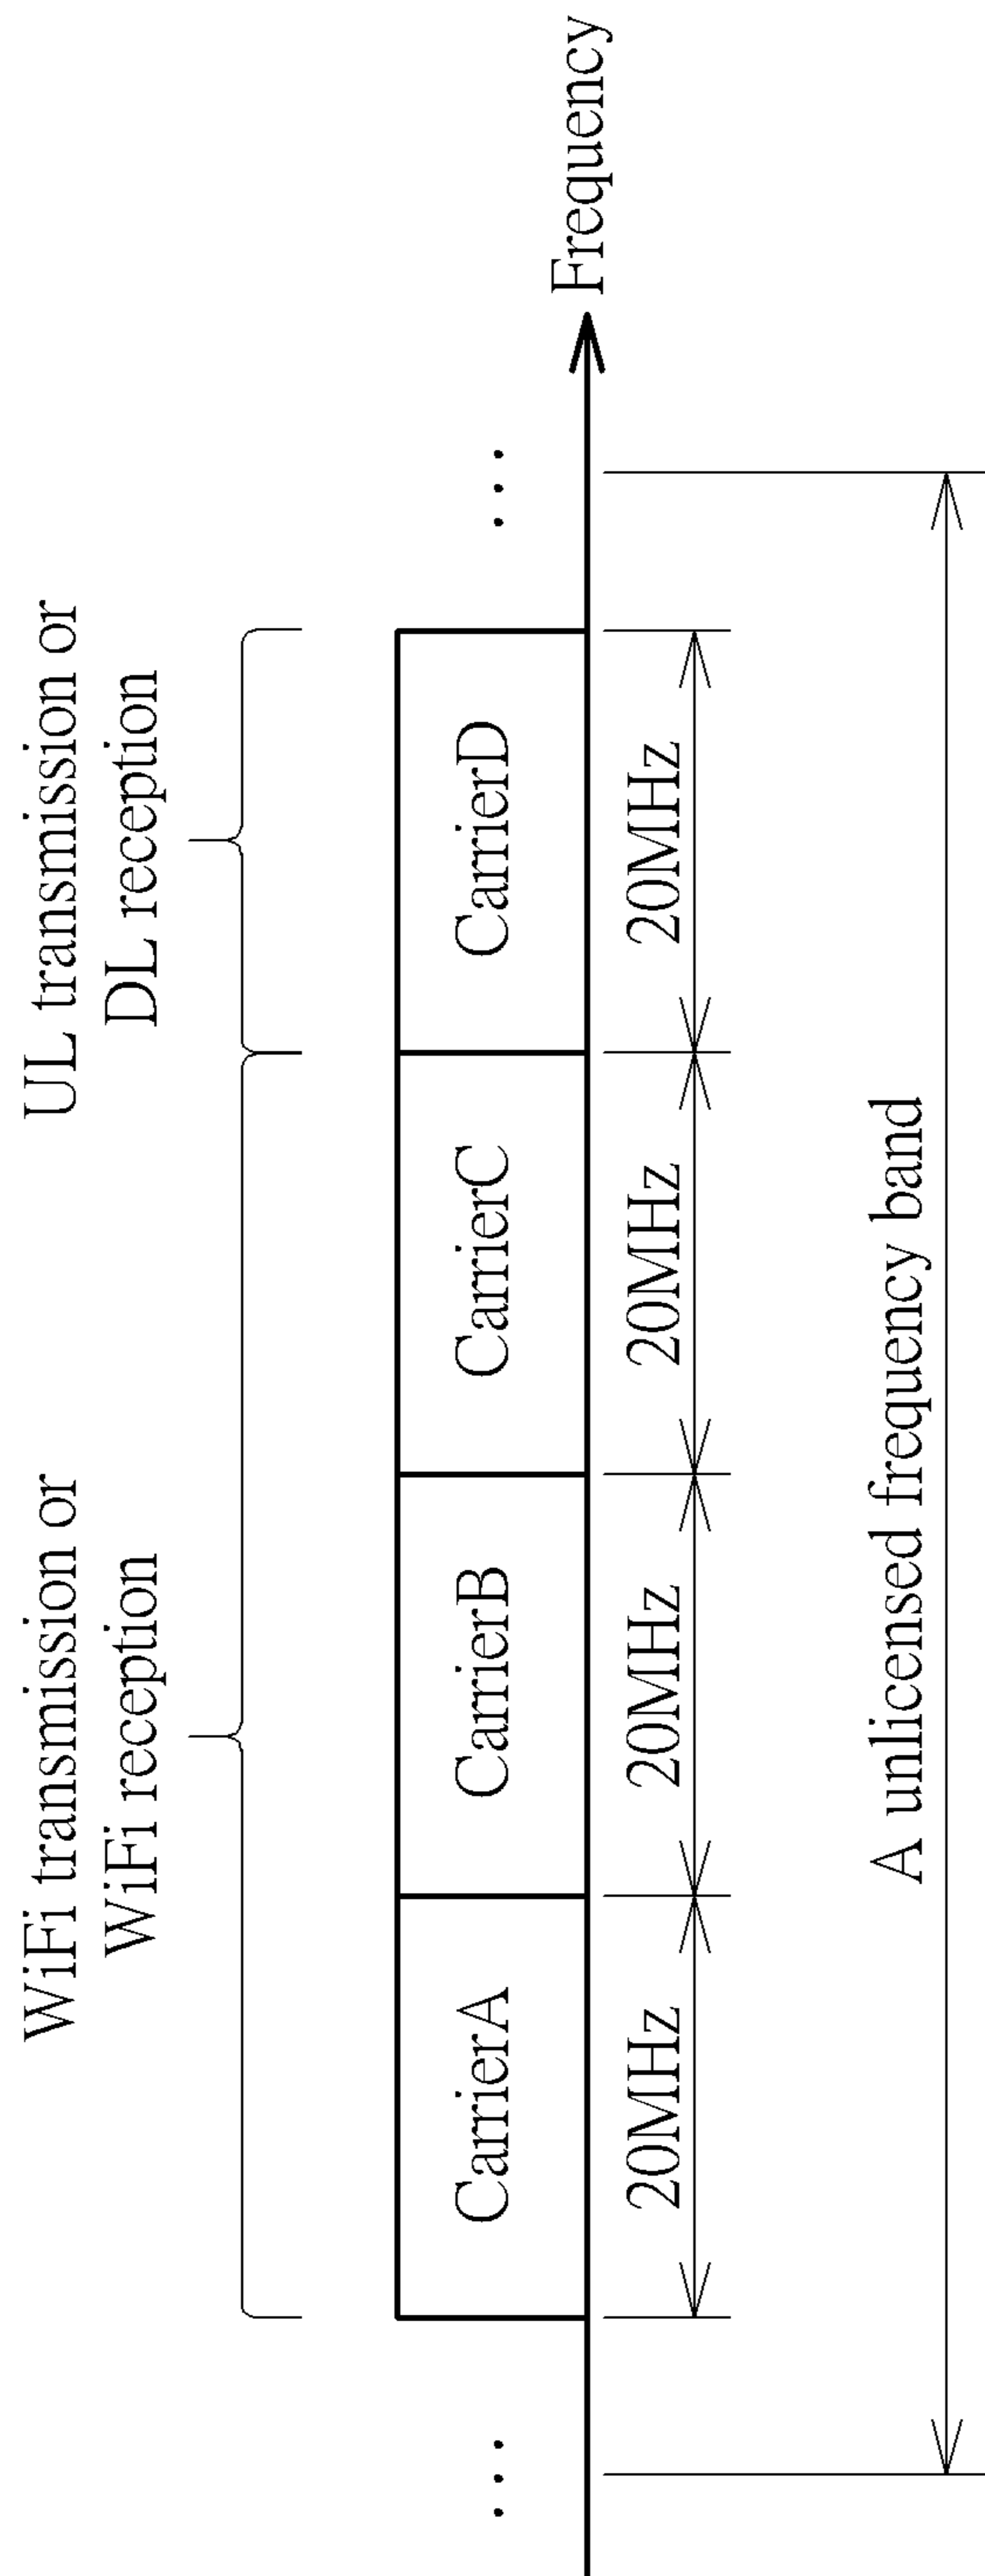 WiFi transmission or
WiFi reception
UL transmission or
DL reception
...
CarrierA
CarrierB
CarrierC
CarrierD
...
Frequency
20MHz
20MHz
20MHz
20MHz
A unlicensed frequency band